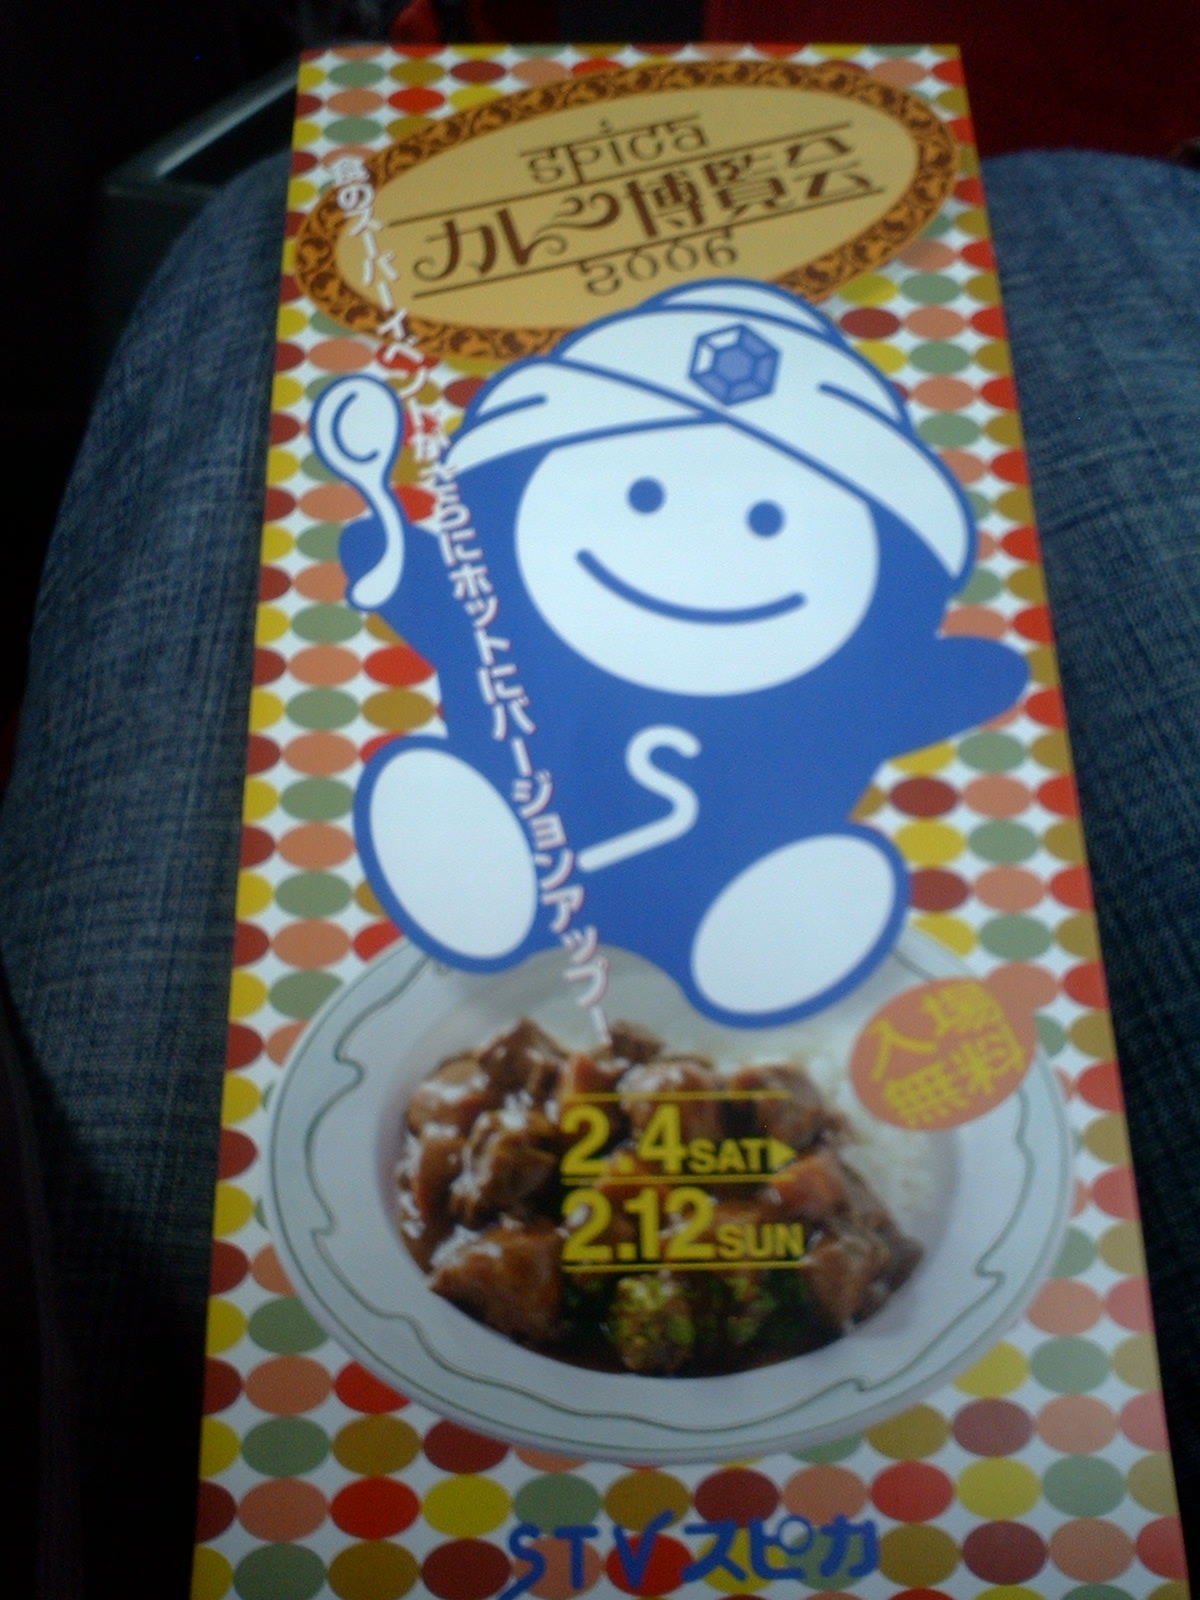 spica
カレー博覧会
2006
食のスーパーイベントがさらにホットにバージョンアップ!
入場
無料
2.4SAT▶
2.12SUN
STVスピカ